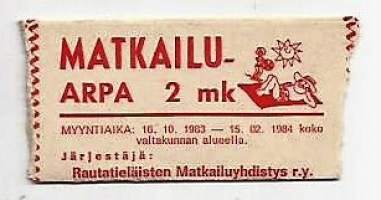 MATKAILU-
ARPA 2 mk
MYYNTIAIKA: 16. 10. 1983 — 15. 02. 1984 koko
valtakunnan alueella.
Järjestäjä:
Rautatieläisten Matkailuyhdistys r.y.